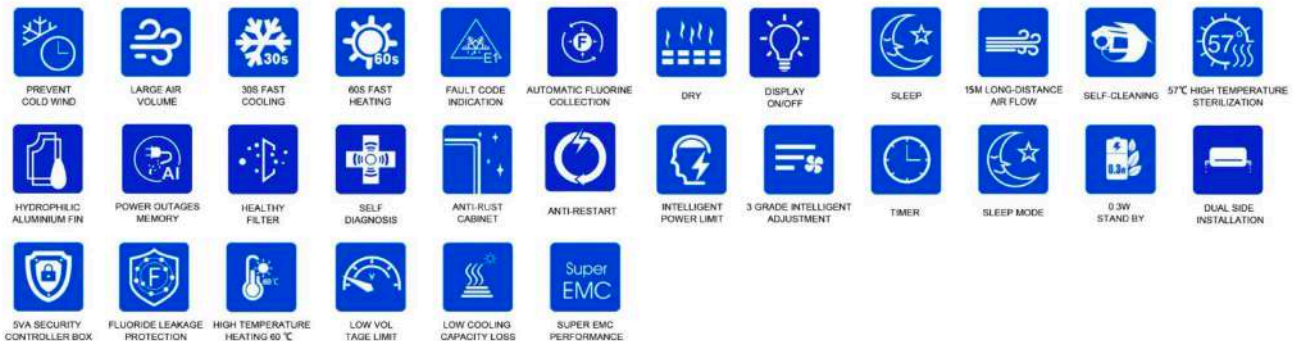 30s
60s
E1
F
57°
PREVENT
COLD WIND
LARGE AIR
VOLUME
30S FAST
COOLING
60S FAST
HEATING
FAULT CODE
INDICATION
AUTOMATIC FLUORINE
COLLECTION
DRY
DISPLAY
ON/OFF
SLEEP
15M LONG-DISTANCE
AIR FLOW
SELF-CLEANING
57℃ HIGH TEMPERATURE
STERILIZATION
AI
HYDROPHILIC
ALUMINIUM FIN
POWER OUTAGES
MEMORY
HEALTHY
FILTER
SELF
DIAGNOSIS
ANTI-RUST
CABINET
ANTI-RESTART
INTELLIGENT
POWER LIMIT
3 GRADE INTELLIGENT
ADJUSTMENT
TIMER
SLEEP MODE
0 3W
STAND BY
DUAL SIDE
INSTALLATION
F
60℃
V
Super
EMC
5VA SECURITY
CONTROLLER BOX
FLUORIDE LEAKAGE
PROTECTION
HIGH TEMPERATURE
HEATING 60 ℃
LOW VOL
TAGE LIMIT
LOW COOLING
CAPACITY LOSS
SUPER EMC
PERFORMANCE